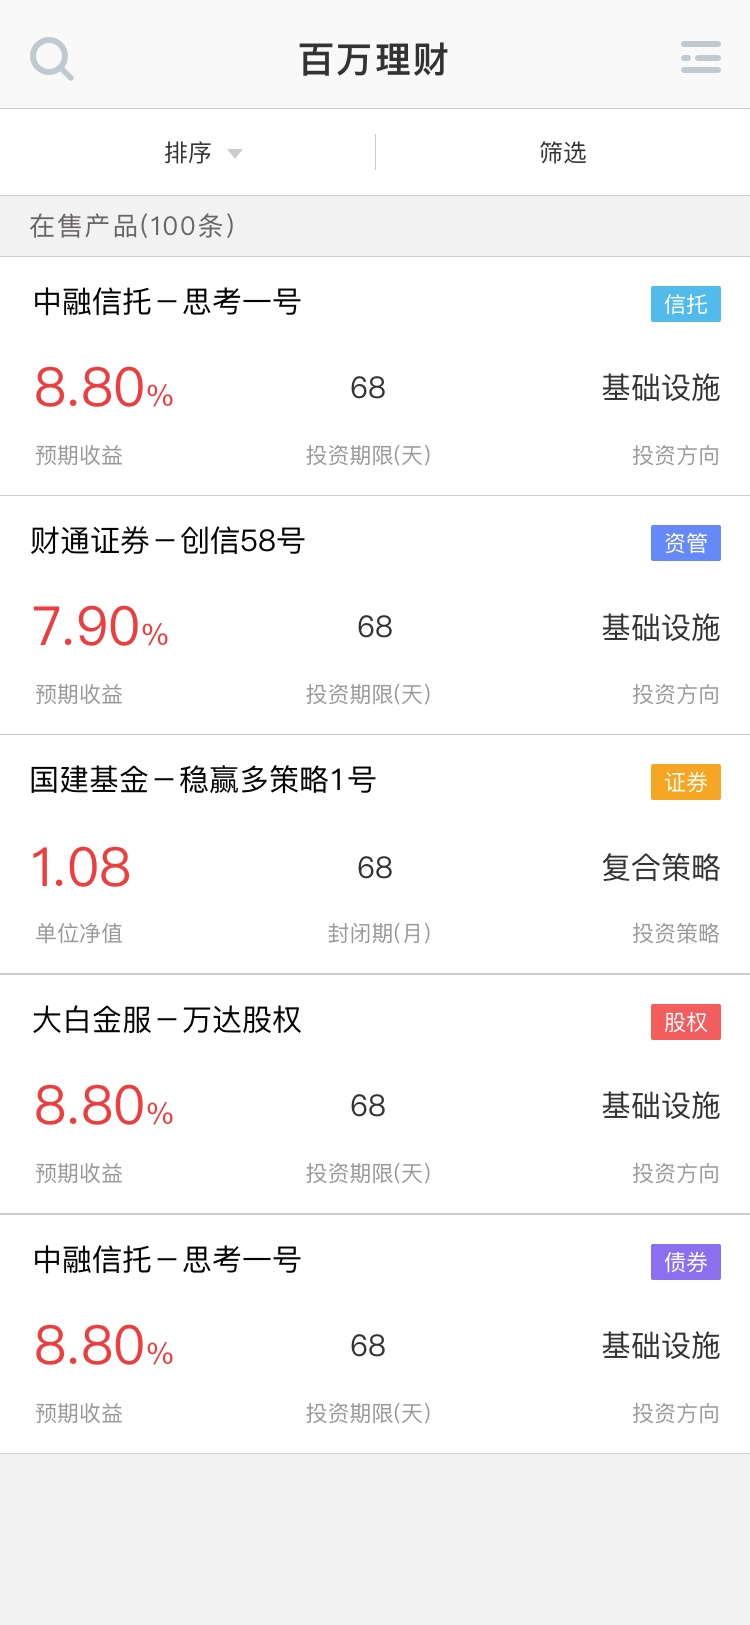 百万理财
排序 筛选
在售产品(100条)
中融信托－思考一号 信托
8.80% 68 基础设施
预期收益 投资期限(天) 投资方向
财通证券－创信58号 资管
7.90% 68 基础设施
预期收益 投资期限(天) 投资方向
国建基金－稳赢多策略1号 证券
1.08 68 复合策略
单位净值 封闭期(月) 投资策略
大白金服－万达股权 股权
8.80% 68 基础设施
预期收益 投资期限(天) 投资方向
中融信托－思考一号 债券
8.80% 68 基础设施
预期收益 投资期限(天) 投资方向